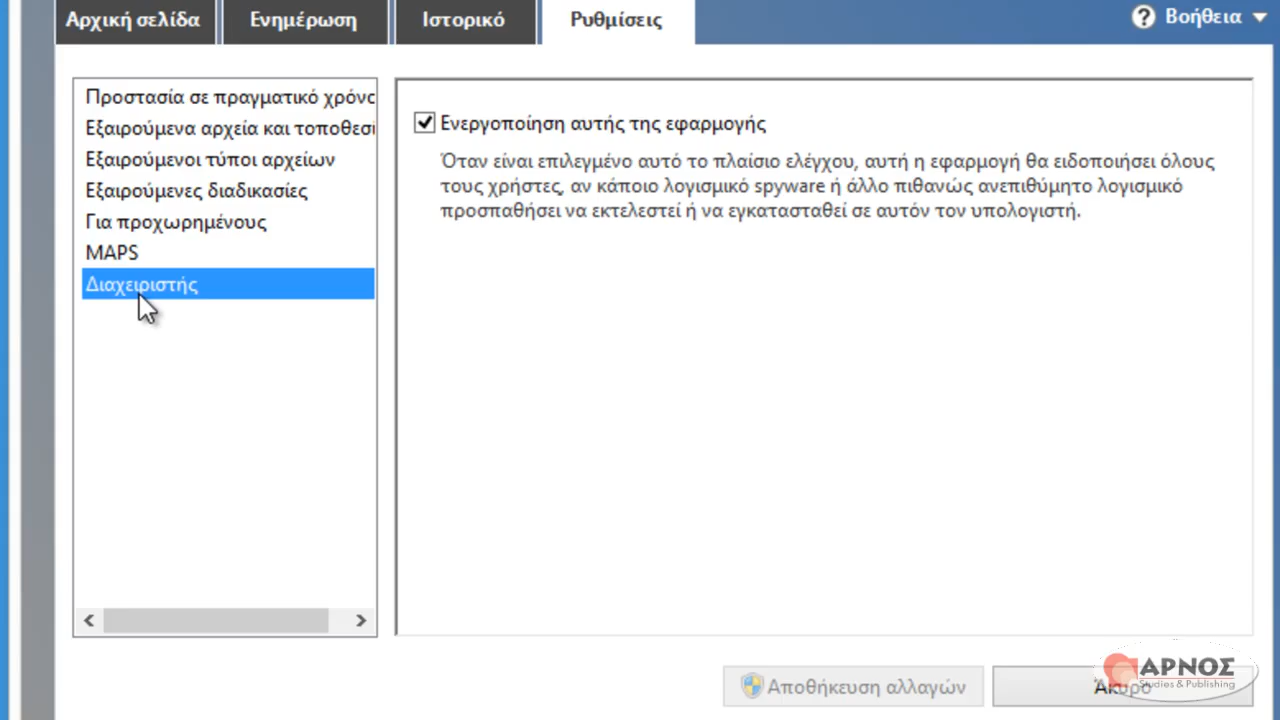 Αρχική σελίδα
Ενημέρωση
Ιστορικό
Ρυθμίσεις
Βοήθεια
Προστασία σε πραγματικό χρόνο
Εξαιρούμενα αρχεία και τοποθεσί
Εξαιρούμενοι τύποι αρχείων
Εξαιρούμενες διαδικασίες
Για προχωρημένους
MAPS
Διαχειριστής
Ενεργοποίηση αυτής της εφαρμογής
Όταν είναι επιλεγμένο αυτό το πλαίσιο ελέγχου, αυτή η εφαρμογή θα ειδοποιήσει όλους
τους χρήστες, αν κάποιο λογισμικό spyware ή άλλο πιθανώς ανεπιθύμητο λογισμικό
προσπαθήσει να εκτελεστεί ή να εγκατασταθεί σε αυτόν τον υπολογιστή.
Αποθήκευση αλλαγών
Άκυρο
ΑΡΝΟΣ
Studies & Publishing